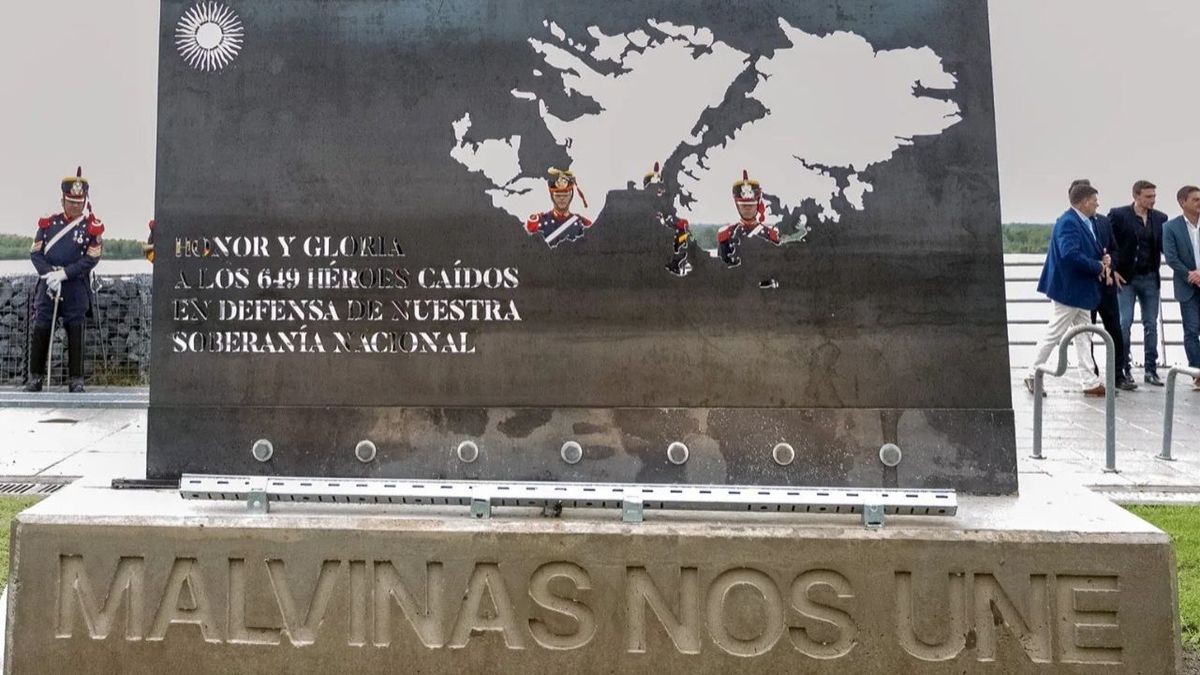 HONOR Y GLORIA
A LOS 649 HÉROES CAÍDOS
EN DEFENSA DE NUESTRA
SOBERANÍA NACIONAL
MALVINAS NOS UNE